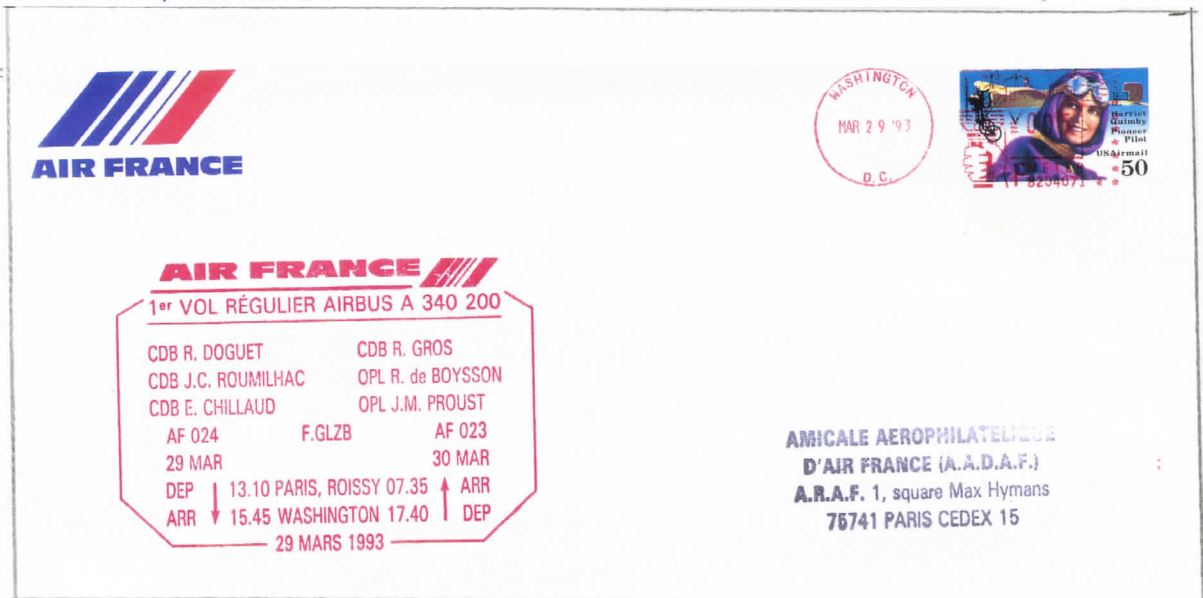 AIR FRANCE
WASHINGTON
MAR 29 '93
D.C.
Harriet
Quimby
Pioneer
Pilot
USAirmail
50
8204071
AIR FRANCE
1er VOL RÉGULIER AIRBUS A 340 200
CDB R. DOGUET CDB R. GROS
CDB J.C. ROUMILHAC OPL R. de BOYSSON
CDB E. CHILLAUD OPL J.M. PROUST
AF 024 F.GLZB AF 023
29 MAR 30 MAR
DEP 13.10 PARIS, ROISSY 07.35 ARR
ARR 15.45 WASHINGTON 17.40 DEP
29 MARS 1993
AMICALE AEROPHILATELIQUE
D'AIR FRANCE (A.A.D.A.F.)
A.R.A.F. 1, square Max Hymans
75741 PARIS CEDEX 15